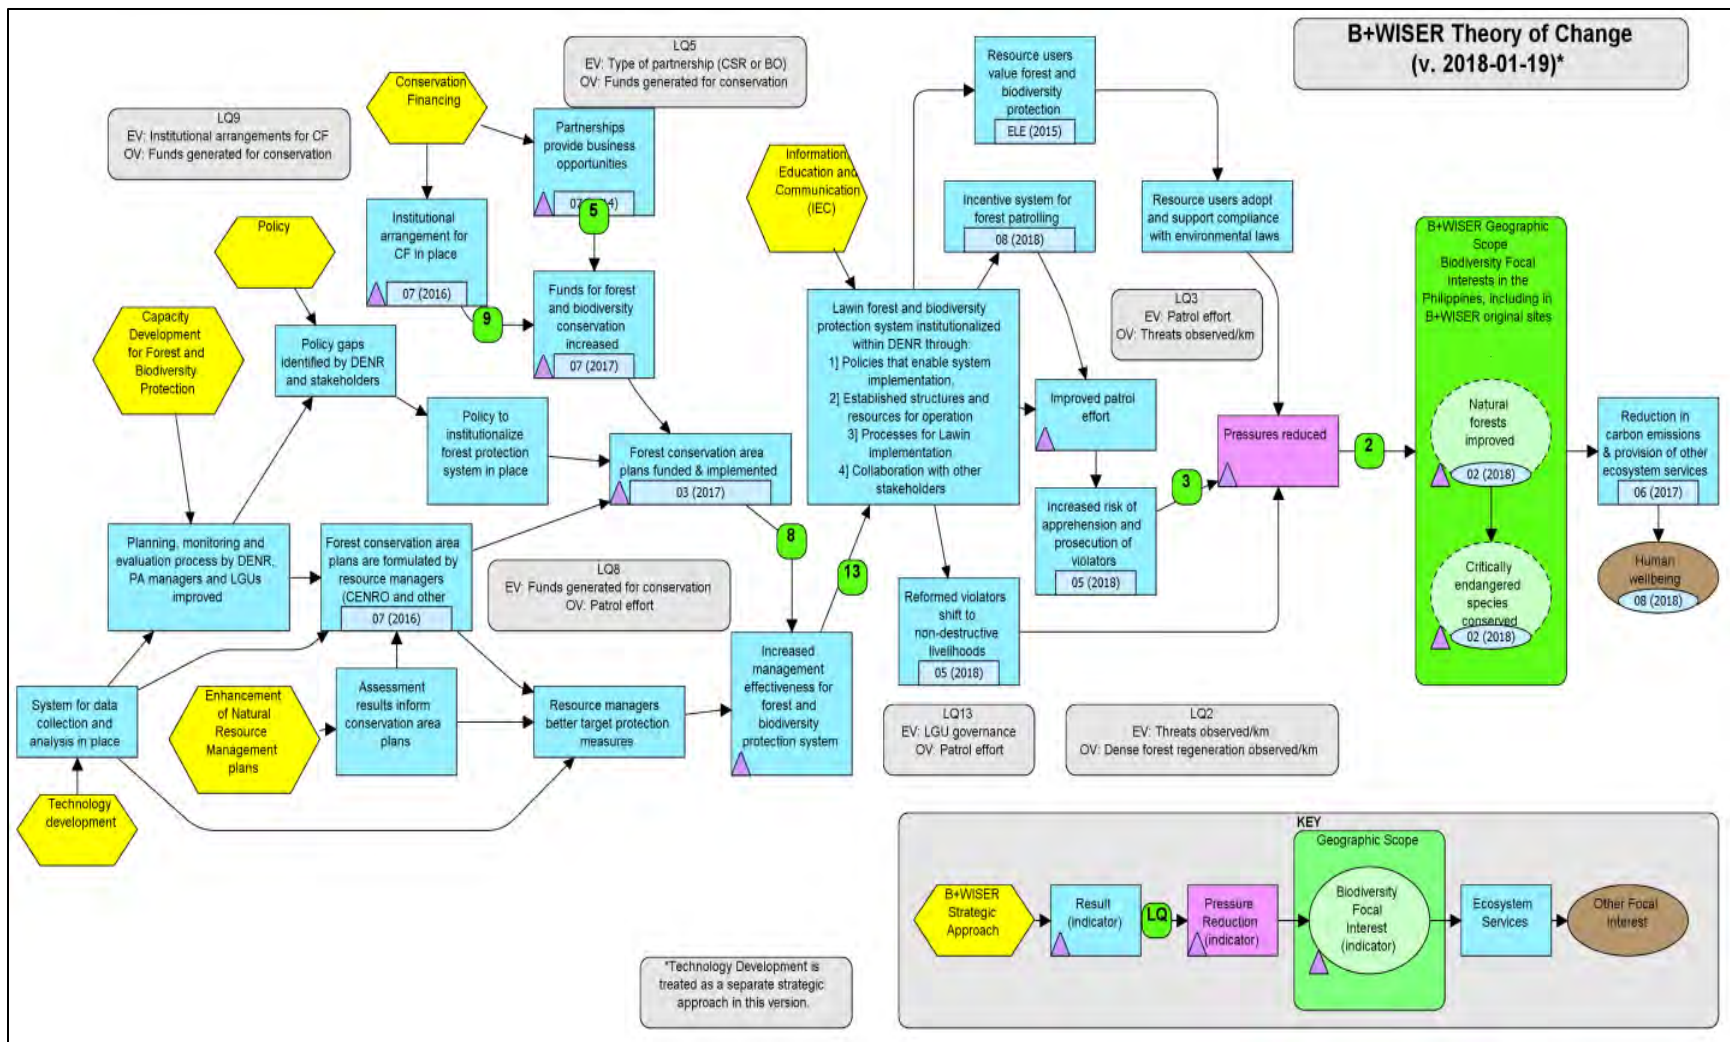 B+WISER Theory of Change
(v. 2018-01-19)*
LQ5
EV: Type of partnership (CSR or BO)
OV: Funds generated for conservation
LQ9
EV: Institutional arrangements for CF
OV: Funds generated for conservation
Conservation
Financing
Partnerships
provide business
opportunities
5
Institutional
arrangement for
CF in place
07 (2016)
9
Funds for forest
and biodiversity
conservation
increased
07 (2017)
Policy
Policy gaps
identified by DENR
and stakeholders
Capacity
Development
for Forest and
Biodiversity
Protection
Policy to
institutionalize
forest protection
system in place
Forest conservation area
plans funded & implemented
03 (2017)
8
Planning, monitoring and
evaluation process by DENR,
PA managers and LGUs
improved
Forest conservation area
plans are formulated by
resource managers
(CENRO and other
07 (2016)
LQ8
EV: Funds generated for conservation
OV: Patrol effort
System for data
collection and
analysis in place
Enhancement
of Natural
Resource
Management
plans
Assessment
results inform
conservation area
plans
Resource managers
better target protection
measures
Increased
management
effectiveness for
forest and
biodiversity
protection system
13
Technology
development
Information,
Education and
Communication
(IEC)
Lawin forest and biodiversity
protection system institutionalized
within DENR through:
1] Policies that enable system
implementation,
2] Established structures and
resources for operation
3] Processes for Lawin
Implementation
4] Collaboration with other
stakeholders
Resource users
value forest and
biodiversity
protection
ELE (2015)
Incentive system for
forest patrolling
08 (2018)
Resource users adopt
and support compliance
with environmental laws
LQ3
EV: Patrol effort
OV: Threats observed/km
Improved patrol
effort
Increased risk of
apprehension and
prosecution of
violators
05 (2018)
3
Reformed violators
shift to
non-destructive
livelihoods
05 (2018)
Pressures reduced
2
LQ13
EV: LGU governance
OV: Patrol effort
LQ2
EV: Threats observed/km
OV: Dense forest regeneration observed/km
B+WISER Geographic
Scope
Biodiversity Focal
Interests in the
Philippines, including in
B+WISER original sites
Natural
forests
improved
02 (2018)
Critically
endangered
species
conserved
02 (2018)
Reduction in
carbon emissions
& provision of other
ecosystem services
06 (2017)
Human
wellbeing
08 (2018)
KEY
B+WISER
Strategic
Approach
Result
(indicator)
LQ
Pressure
Reduction
(indicator)
Geographic Scope
Biodiversity
Focal
Interest
(indicator)
Ecosystem
Services
Other Focal
Interest
*Technology Development is
treated as a separate strategic
approach in this version.